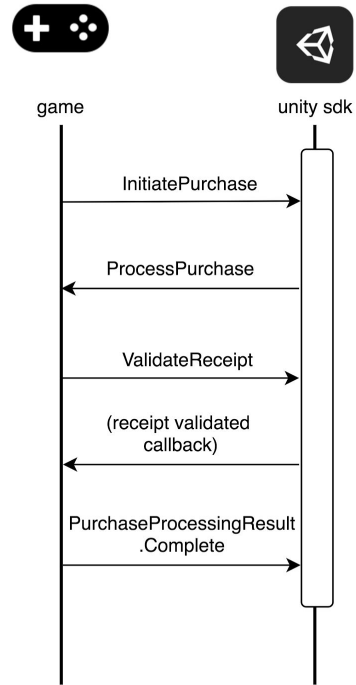 game
unity sdk
InitiatePurchase
ProcessPurchase
ValidateReceipt
(receipt validated
callback)
PurchaseProcessingResult
.Complete